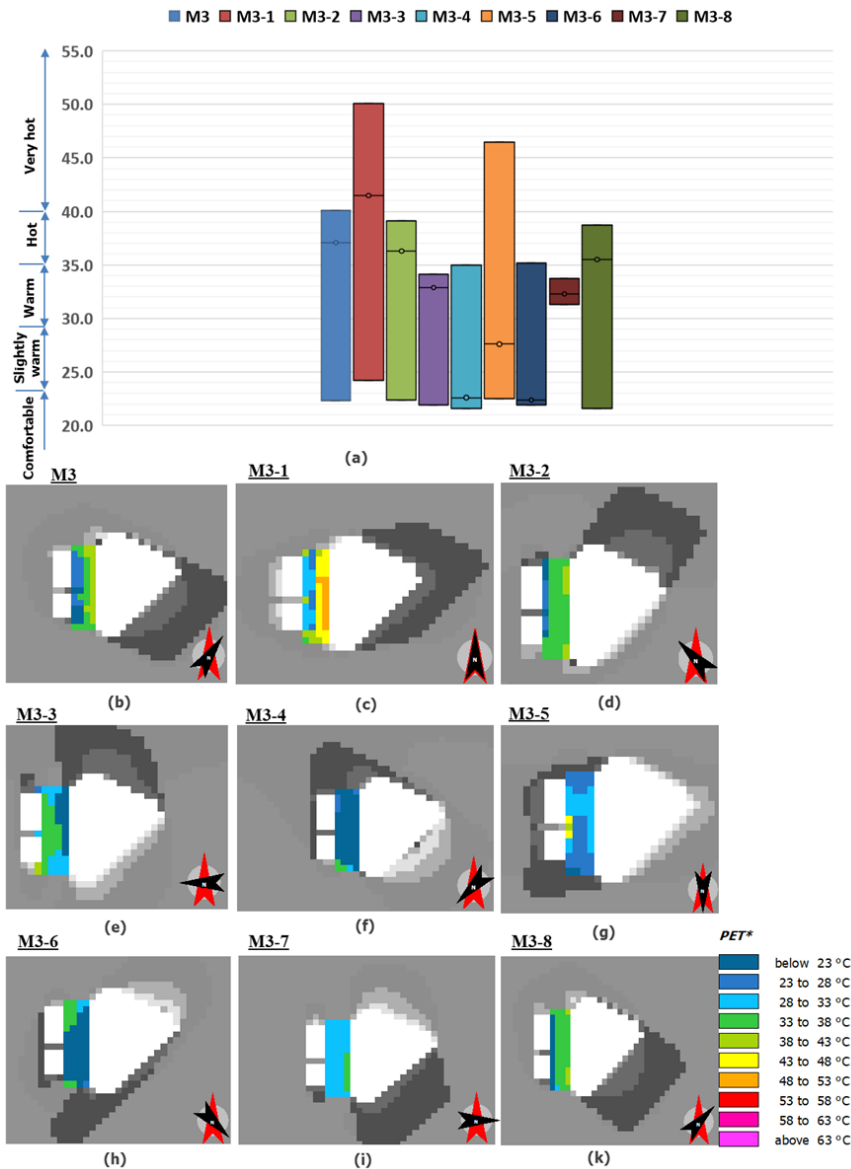 M3 M3-1 M3-2 M3-3 M3-4 M3-5 M3-6 M3-7 M3-8
55.0
50.0
45.0
40.0
35.0
30.0
25.0
20.0
Very hot
Hot
Warm
Slightly warm
Comfortable
(a)
M3
M3-1
M3-2
N
N
N
(b)
(c)
(d)
M3-3
M3-4
M3-5
N
N
N
(e)
(f)
(g)
M3-6
M3-7
M3-8
N
N
N
(h)
(i)
(k)
PET*
below 23 °C
23 to 28 °C
28 to 33 °C
33 to 38 °C
38 to 43 °C
43 to 48 °C
48 to 53 °C
53 to 58 °C
58 to 63 °C
above 63 °C